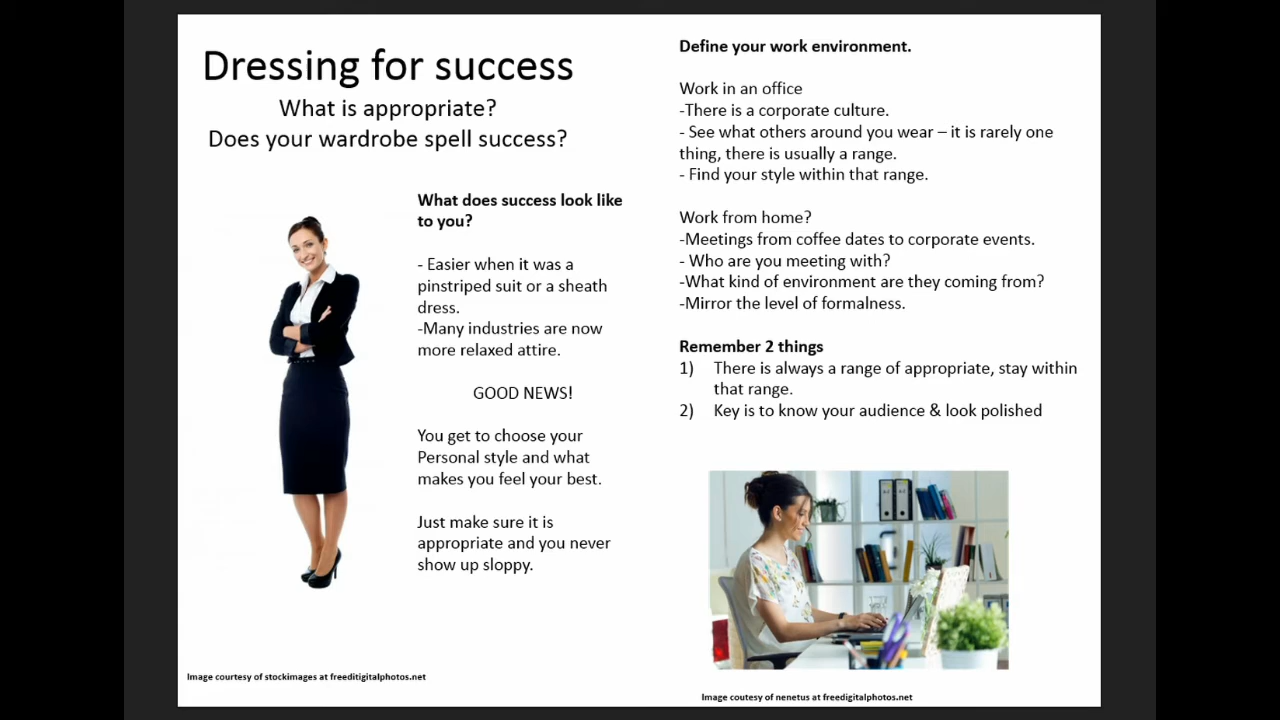 Dressing for success
What is appropriate?
Does your wardrobe spell success?
What does success look like
to you?
- Easier when it was a
pinstriped suit or a sheath
dress.
-Many industries are now
more relaxed attire.
GOOD NEWS!
You get to choose your
Personal style and what
makes you feel your best.
Just make sure it is
appropriate and you never
show up sloppy.
Image courtesy of stockimages at freeditigitalphotos.net
Define your work environment.
Work in an office
-There is a corporate culture.
- See what others around you wear – it is rarely one
thing, there is usually a range.
- Find your style within that range.
Work from home?
-Meetings from coffee dates to corporate events.
- Who are you meeting with?
-What kind of environment are they coming from?
-Mirror the level of formalness.
Remember 2 things
1) There is always a range of appropriate, stay within
that range.
2) Key is to know your audience & look polished
Image coutesy of nenetus at freedigitalphotos.net